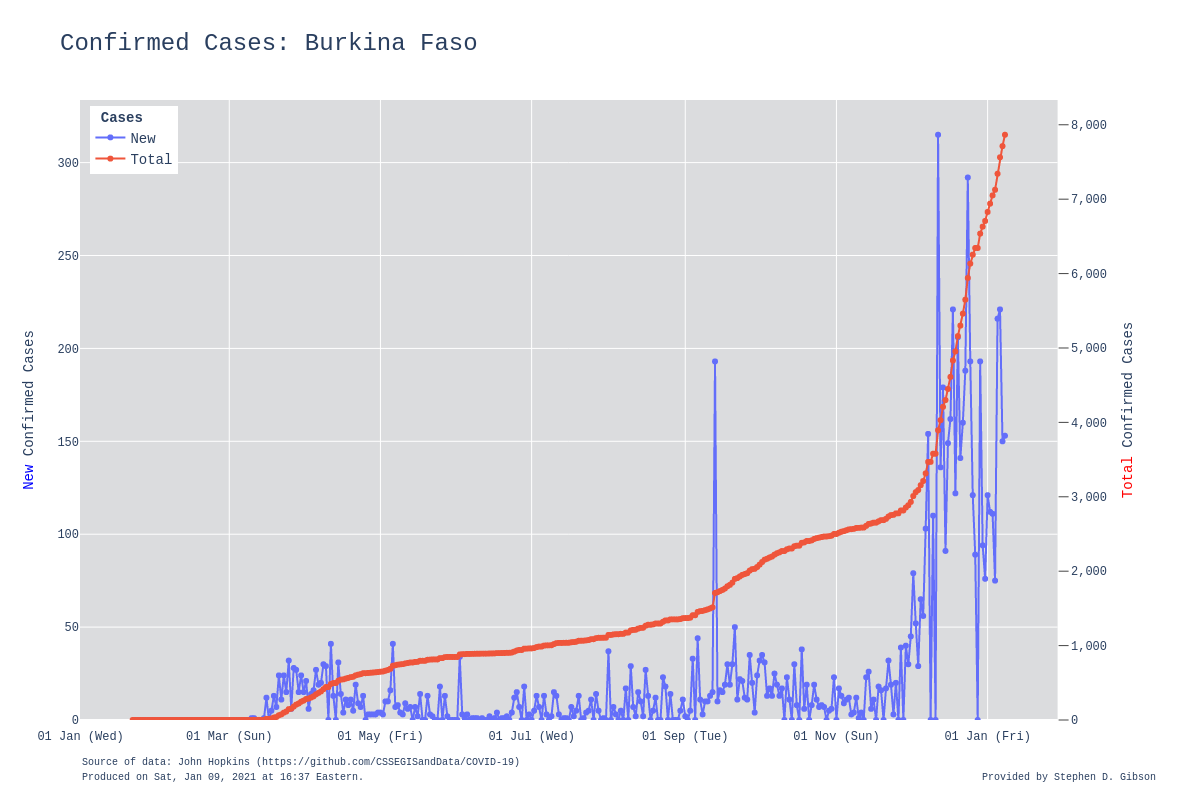 Confirmed Cases: Burkina Faso
Cases
New
Total
300
250
200
150
100
50
0
8,000
7,000
6,000
5,000
4,000
3,000
2,000
1,000
0
New Confirmed Cases
Total Confirmed Cases
01 Jan (Wed) 01 Mar (Sun) 01 May (Fri) 01 Jul (Wed) 01 Sep (Tue) 01 Nov (Sun) 01 Jan (Fri)
Source of data: John Hopkins (https://github.com/CSSEGISandData/COVID-19)
Produced on Sat, Jan 09, 2021 at 16:37 Eastern.
Provided by Stephen D. Gibson